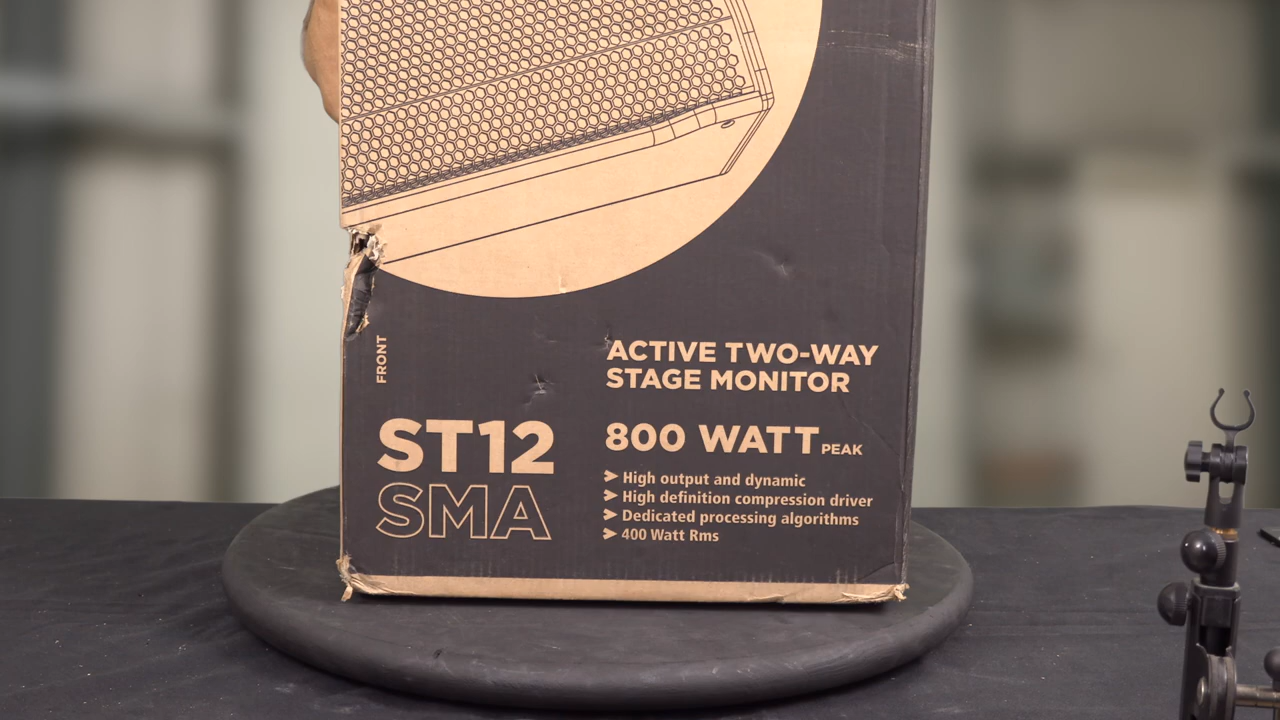 FRONT
ST12
SMA
ACTIVE TWO-WAY
STAGE MONITOR
800 WATT PEAK
High output and dynamic
High definition compression driver
Dedicated processing algorithms
400 Watt Rms